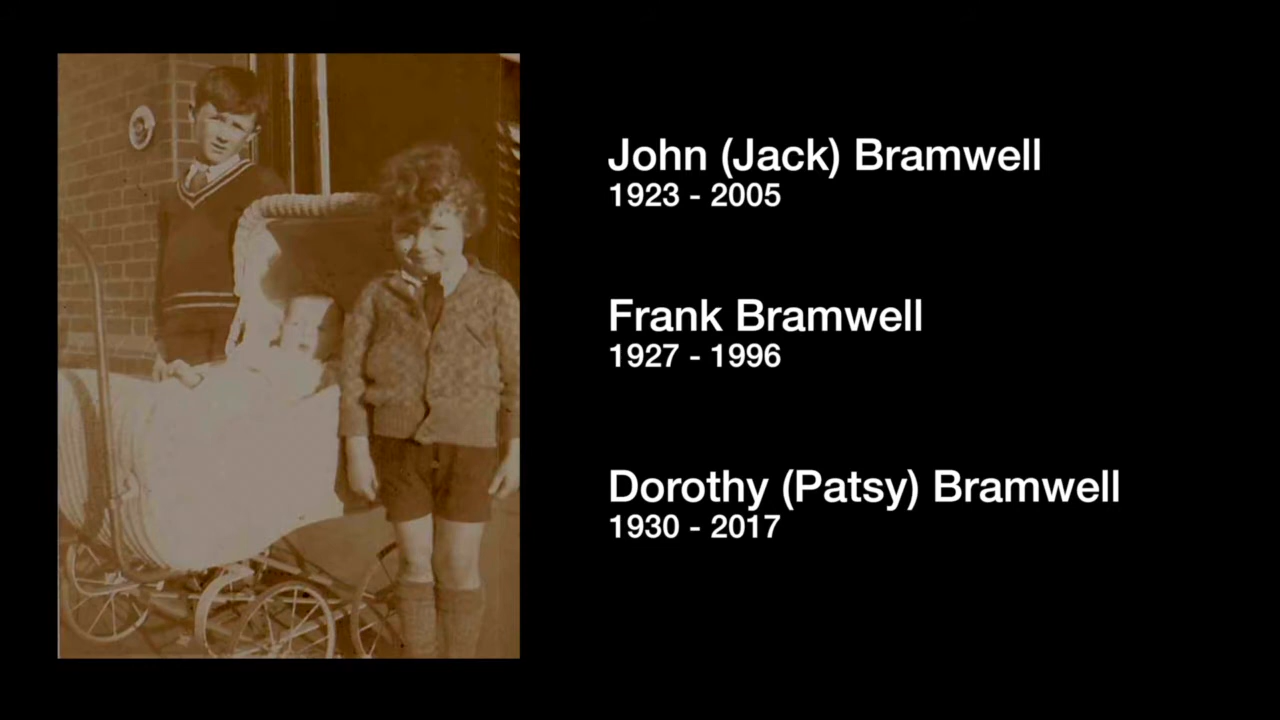 John (Jack) Bramwell
1923 - 2005
Frank Bramwell
1927 - 1996
Dorothy (Patsy) Bramwell
1930 - 2017